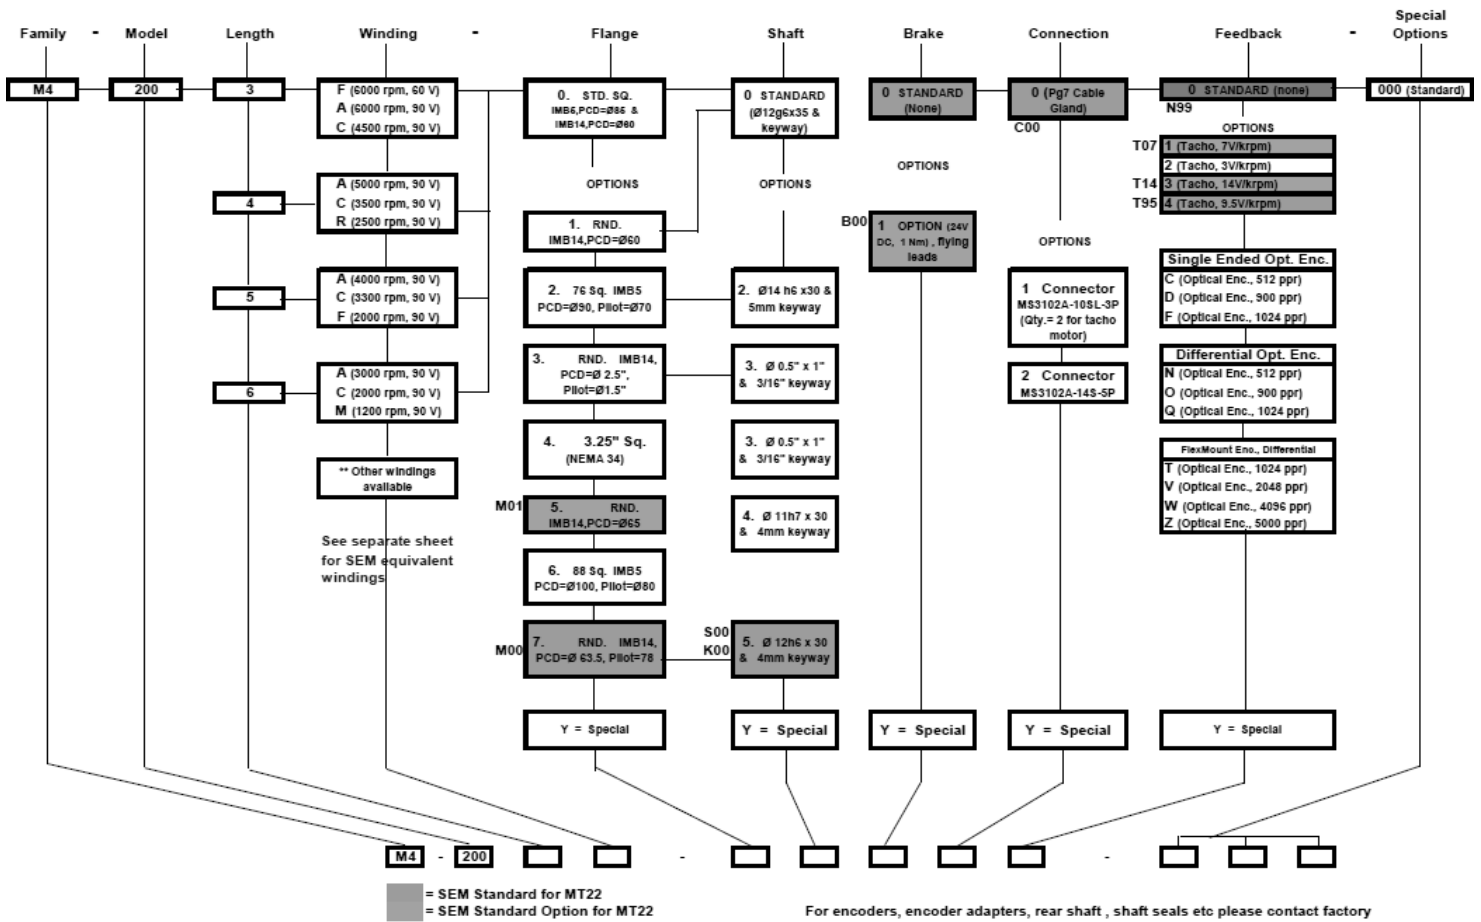 Family - Model Length Winding - Flange Shaft Brake Connection Feedback - Special Options
M4
200
3
F (6000 rpm, 60 V)
A (6000 rpm, 90 V)
C (4500 rpm, 90 V)
4
A (5000 rpm, 90 V)
C (3500 rpm, 90 V)
R (2500 rpm, 90 V)
5
A (4000 rpm, 90 V)
C (3300 rpm, 90 V)
F (2000 rpm, 90 V)
6
A (3000 rpm, 90 V)
C (2000 rpm, 90 V)
M (1200 rpm, 90 V)
** Other windings
available
See separate sheet
for SEM equivalent
windings
0. STD. SQ.
IMB5,PCD=Ø85 &
IMB14,PCD=Ø60
OPTIONS
1. RND.
IMB14,PCD=Ø60
2. 76 Sq. IMB5
PCD=Ø90, Pilot=Ø70
3. RND. IMB14,
PCD=Ø 2.5",
Pilot=Ø1.5"
4. 3.25" Sq.
(NEMA 34)
M01
5. RND.
IMB14,PCD=Ø65
6. 88 Sq. IMB5
PCD=Ø100, Pilot=Ø80
M00
7. RND. IMB14,
PCD=Ø 63.5, Pilot=78
Y = Special
0 STANDARD
(Ø12g6x35 &
keyway)
OPTIONS
2. Ø14 h6 x30 &
5mm keyway
3. Ø 0.5" x 1"
& 3/16" keyway
3. Ø 0.5" x 1"
& 3/16" keyway
4. Ø 11h7 x 30
& 4mm keyway
S00
K00
5. Ø 12h6 x 30
& 4mm keyway
Y = Special
0 STANDARD
(None)
OPTIONS
B00
1 OPTION (24V
DC, 1 Nm) , flying
leads
Y = Special
0 (Pg7 Cable
Gland)
C00
OPTIONS
1 Connector
MS3102A-10SL-3P
(Qty.= 2 for tacho
motor)
2 Connector
MS3102A-14S-5P
Y = Special
0 STANDARD (none)
N99
OPTIONS
T07 1 (Tacho, 7V/krpm)
2 (Tacho, 3V/krpm)
T14 3 (Tacho, 14V/krpm)
T95 4 (Tacho, 9.5V/krpm)
Single Ended Opt. Enc.
C (Optical Enc., 512 ppr)
D (Optical Enc., 900 ppr)
F (Optical Enc., 1024 ppr)
Differential Opt. Enc.
N (Optical Enc., 512 ppr)
O (Optical Enc., 900 ppr)
Q (Optical Enc., 1024 ppr)
FlexMount Enc., Differential
T (Optical Enc., 1024 ppr)
V (Optical Enc., 2048 ppr)
W (Optical Enc., 4096 ppr)
Z (Optical Enc., 5000 ppr)
Y = Special
000 (Standard)
M4 - 200 - -
= SEM Standard for MT22
= SEM Standard Option for MT22
For encoders, encoder adapters, rear shaft , shaft seals etc please contact factory